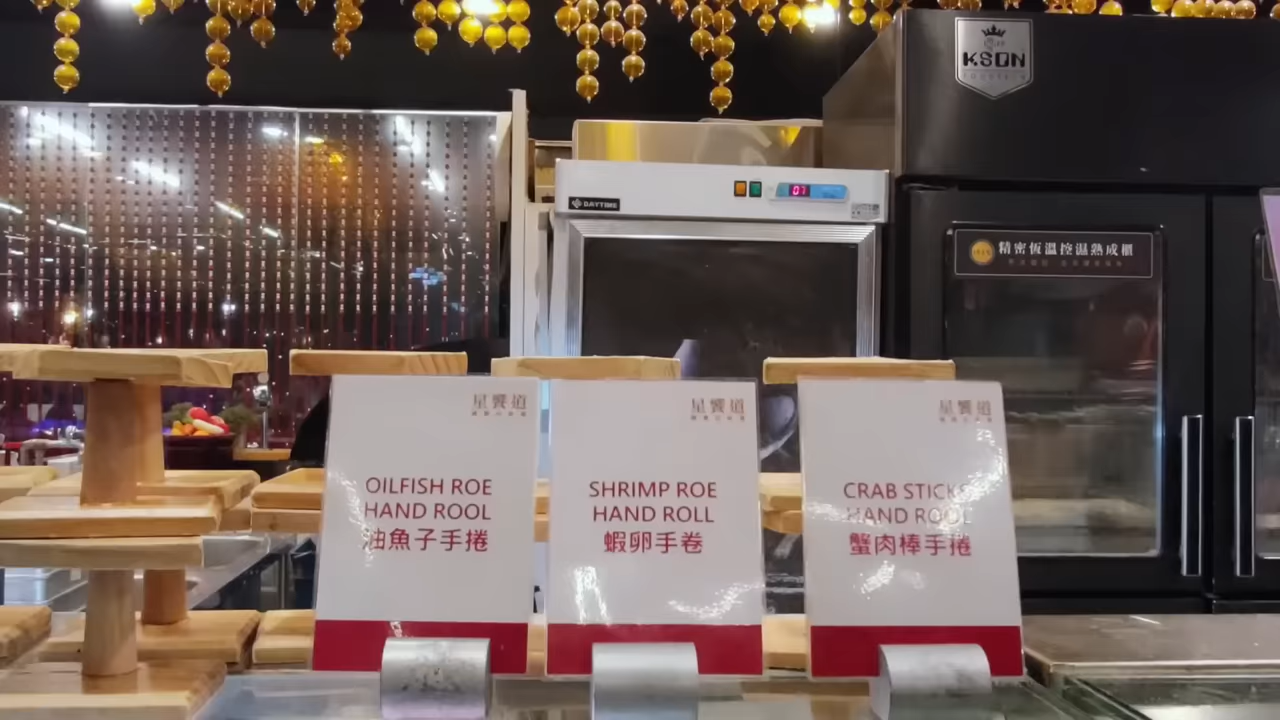 KSON
DAYTIME
07
精密恆溫控濕熟成櫃
星饗道
OILFISH ROE
HAND ROOL
油魚子手捲
星饗道
SHRIMP ROE
HAND ROLL
蝦卵手卷
星饗道
CRAB STICKS
HAND ROOL
蟹肉棒手捲